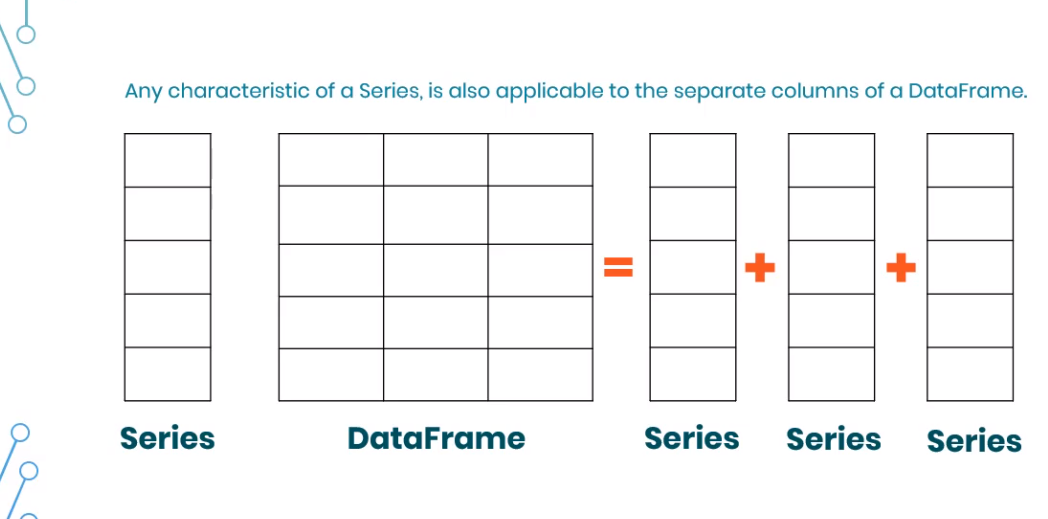 Any characteristic of a Series, is also applicable to the separate columns of a DataFrame.
= + +
Series DataFrame Series Series Series